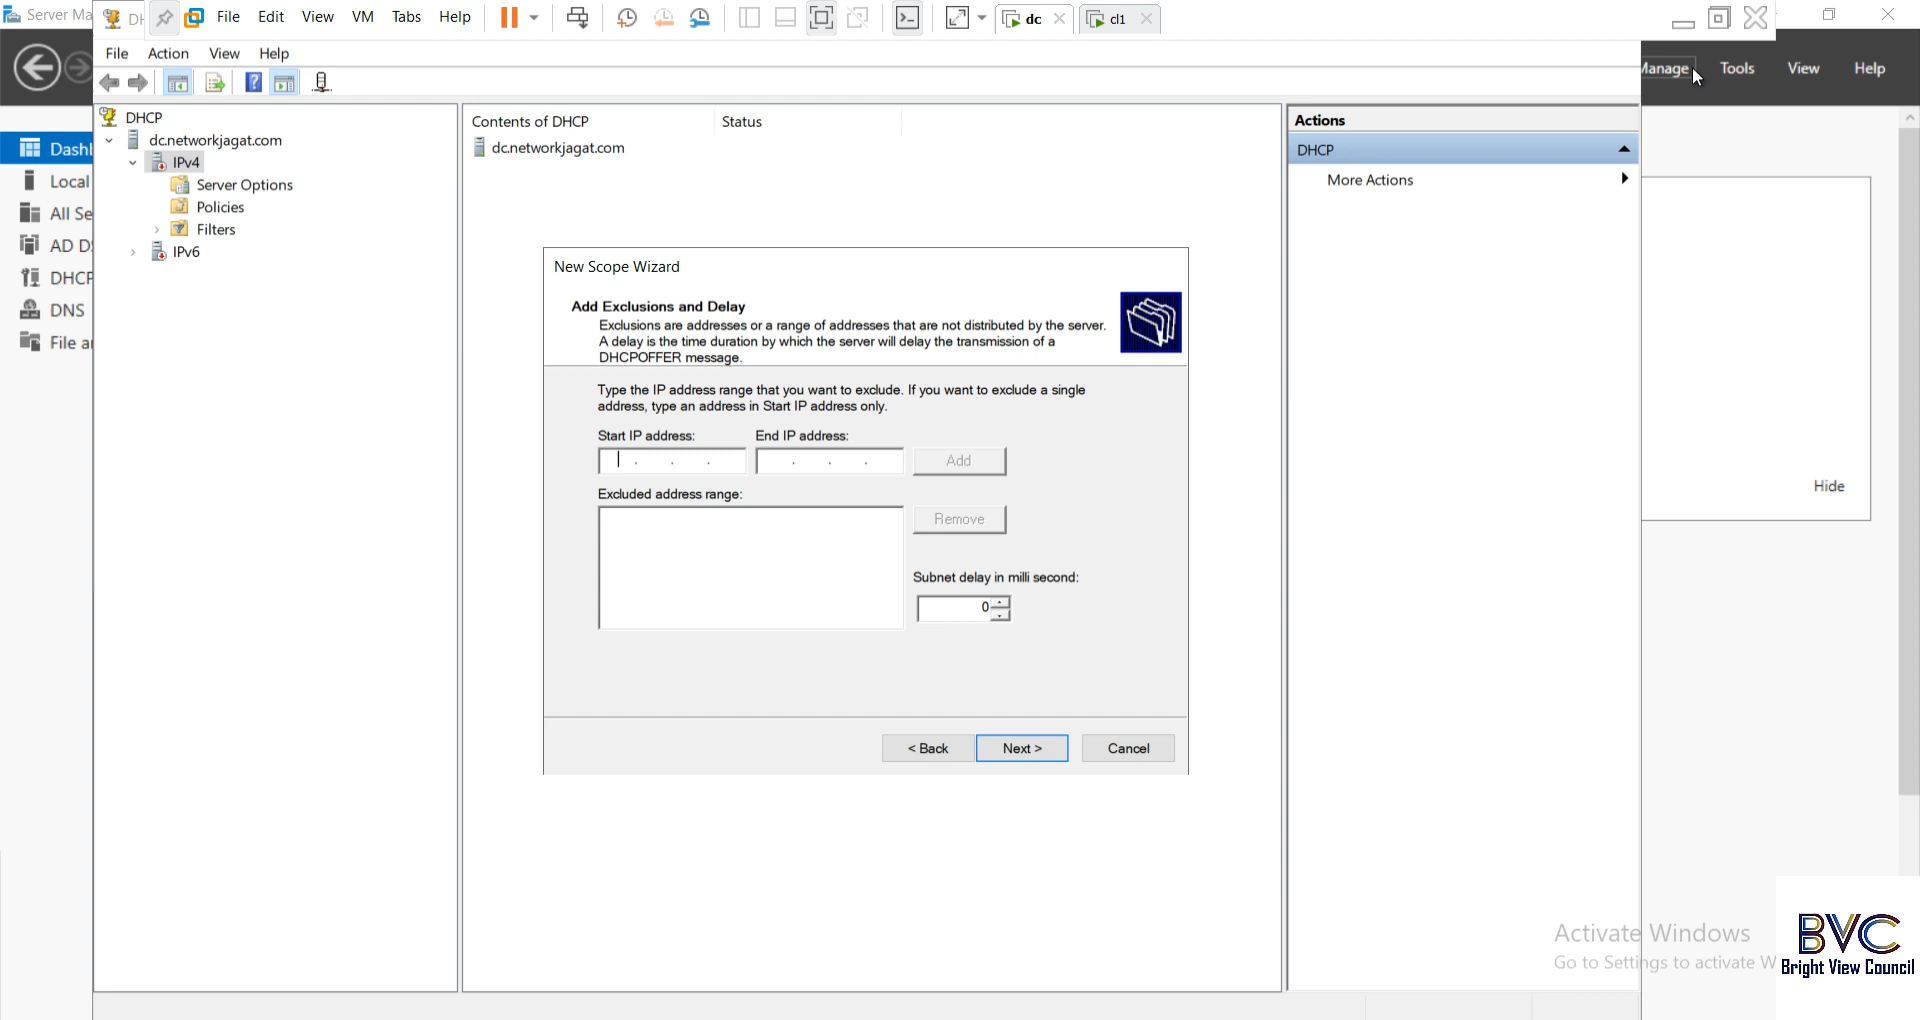 Server Ma
File Edit View VM Tabs Help
dc
cl1
File Action View Help
Manage Tools View Help
Dashb
Local
All Se
AD DS
DHCP
DNS
File a
DHCP
dc.networkjagat.com
IPv4
Server Options
Policies
Filters
IPv6
Contents of DHCP Status
dc.networkjagat.com
Actions
DHCP
More Actions
Hide
New Scope Wizard
Add Exclusions and Delay
Exclusions are addresses or a range of addresses that are not distributed by the server.
A delay is the time duration by which the server will delay the transmission of a
DHCPOFFER message.
Type the IP address range that you want to exclude. If you want to exclude a single
address, type an address in Start IP address only.
Start IP address: End IP address:
Add
Excluded address range:
Remove
Subnet delay in milli second:
0
< Back Next > Cancel
Activate Windows
Go to Settings to activate W
BVC
Bright View Council